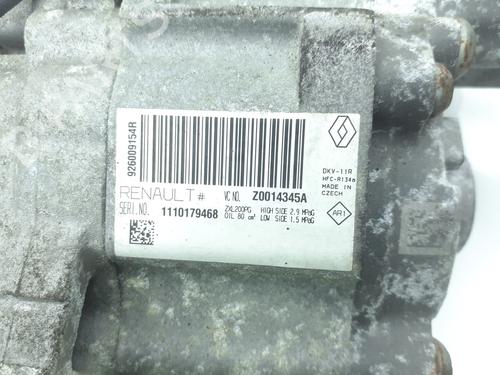 926009154R
RENAULT# VC NO. Z0014345A
SERI.NO. 1110179468 ZXL200PG HIGH SIDE 2.9 MPaG
OIL 80 cm³ LOW SIDE 1.5 MPaG
DKV-11R
HFC-R134a
MADE IN
CZECH
AR1